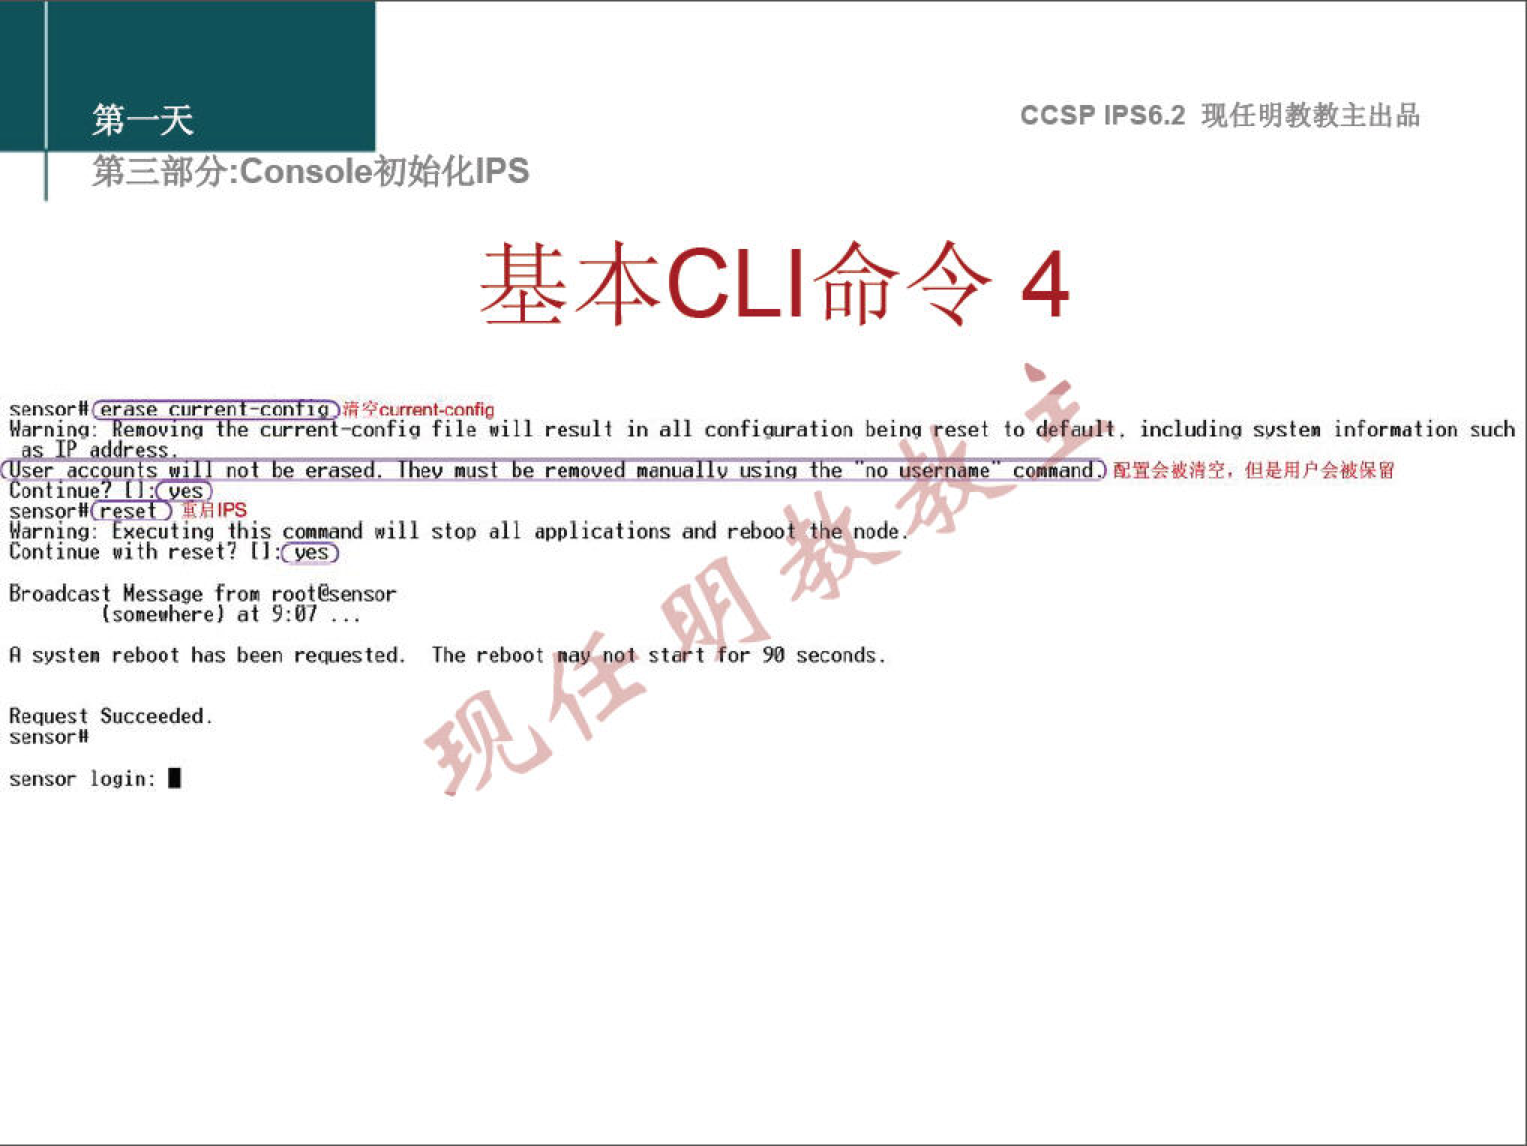 第一天
CCSP IPS6.2 现任明教教主出品
第三部分:Console初始化IPS
基本CLI命令 4
sensor# erase current-config 清空current-config
Warning: Removing the current-config file will result in all configuration being reset to default, including system information such
as IP address.
User accounts will not be erased. They must be removed manually using the "no username" command. 配置会被清空，但是用户会被保留
Continue? []: yes
sensor# reset 重启IPS
Warning: Executing this command will stop all applications and reboot the node.
Continue with reset? []: yes
Broadcast Message from root@sensor
(somewhere) at 9:07 ...
A system reboot has been requested.  The reboot may not start for 90 seconds.
Request Succeeded.
sensor#
sensor login:
现任明教教主